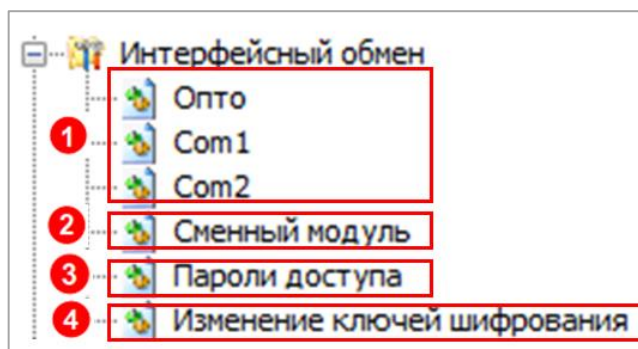 Интерфейсный обмен
Опто
1 Com1
Com2
2 Сменный модуль
3 Пароли доступа
4 Изменение ключей шифрования